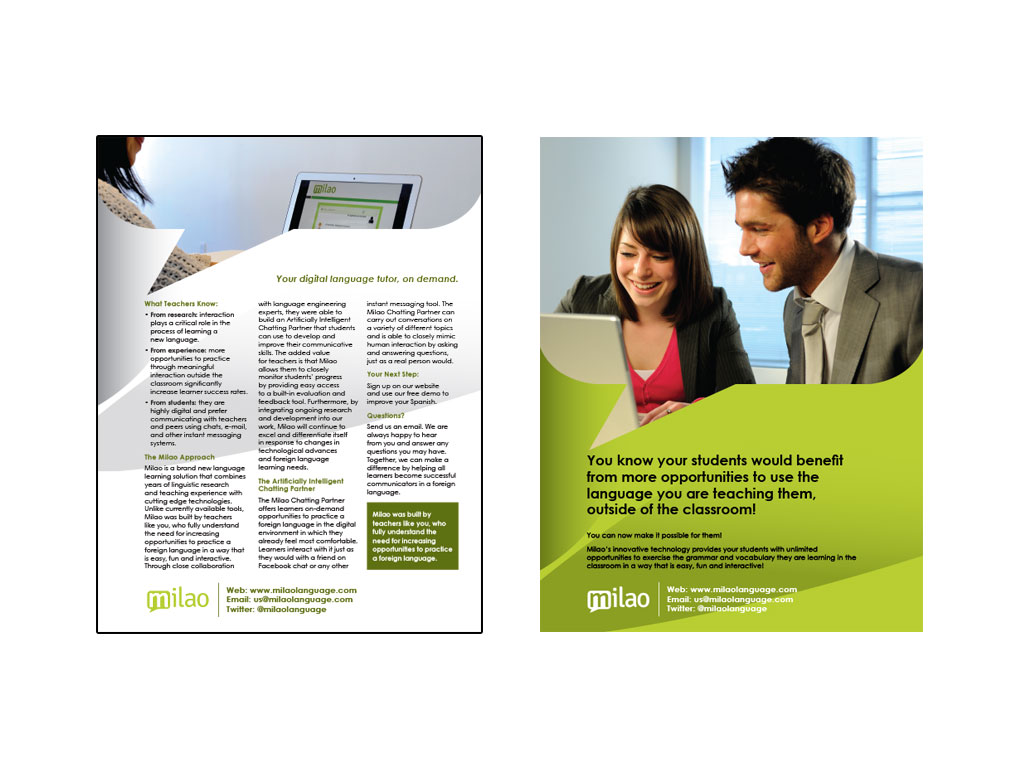 milao
Your digital language tutor, on demand.
What Teachers Know:
• From research: interaction
plays a critical role in the
process of learning a
new language.
• From experience: more
opportunities to practice
through meaningful
interaction outside the
classroom significantly
increase learner success rates.
• From students: they are
highly digital and prefer
communicating with teachers
and peers using chats, e-mail,
and other instant messaging
systems.
The Milao Approach
Milao is a brand new language
learning solution that combines
years of linguistic research
and teaching experience with
cutting edge technologies.
Unlike currently available tools,
Milao was built by teachers
like you, who fully understand
the need for increasing
opportunities to practice a
foreign language in a way that
is easy, fun and interactive.
Through close collaboration
with language engineering
experts, they were able to
build an Artificially Intelligent
Chatting Partner that students
can use to develop and
improve their communicative
skills. The added value
for teachers is that Milao
allows them to closely
monitor students' progress
by providing easy access
to a built-in evaluation and
feedback tool. Furthermore, by
integrating ongoing research
and development into our
work, Milao will continue to
excel and differentiate itself
in response to changes in
technological advances
and foreign language
learning needs.
The Artificially Intelligent
Chatting Partner
The Milao Chatting Partner
offers learners on-demand
opportunities to practice a
foreign language in the digital
environment in which they
already feel most comfortable.
Learners interact with it just as
they would with a friend on
Facebook chat or any other
instant messaging tool. The
Milao Chatting Partner can
carry out conversations on
a variety of different topics
and is able to closely mimic
human interaction by asking
and answering questions,
just as a real person would.
Your Next Step:
Sign up on our website
and use our free demo to
improve your Spanish.
Questions?
Send us an email. We are
always happy to hear
from you and answer any
questions you may have.
Together, we can make a
difference by helping all
learners become successful
communicators in a foreign
language.
Milao was built by
teachers like you, who
fully understand the
need for increasing
opportunities to practice
a foreign language.
milao
Web: www.milaolanguage.com
Email: us@milaolanguage.com
Twitter: @milaolanguage
You know your students would benefit
from more opportunities to use the
language you are teaching them,
outside of the classroom!
You can now make it possible for them!
Milao's innovative technology provides your students with unlimited
opportunities to exercise the grammar and vocabulary they are learning in the
classroom in a way that is easy, fun and interactive!
milao
Web: www.milaolanguage.com
Email: us@milaolanguage.com
Twitter: @milaolanguage